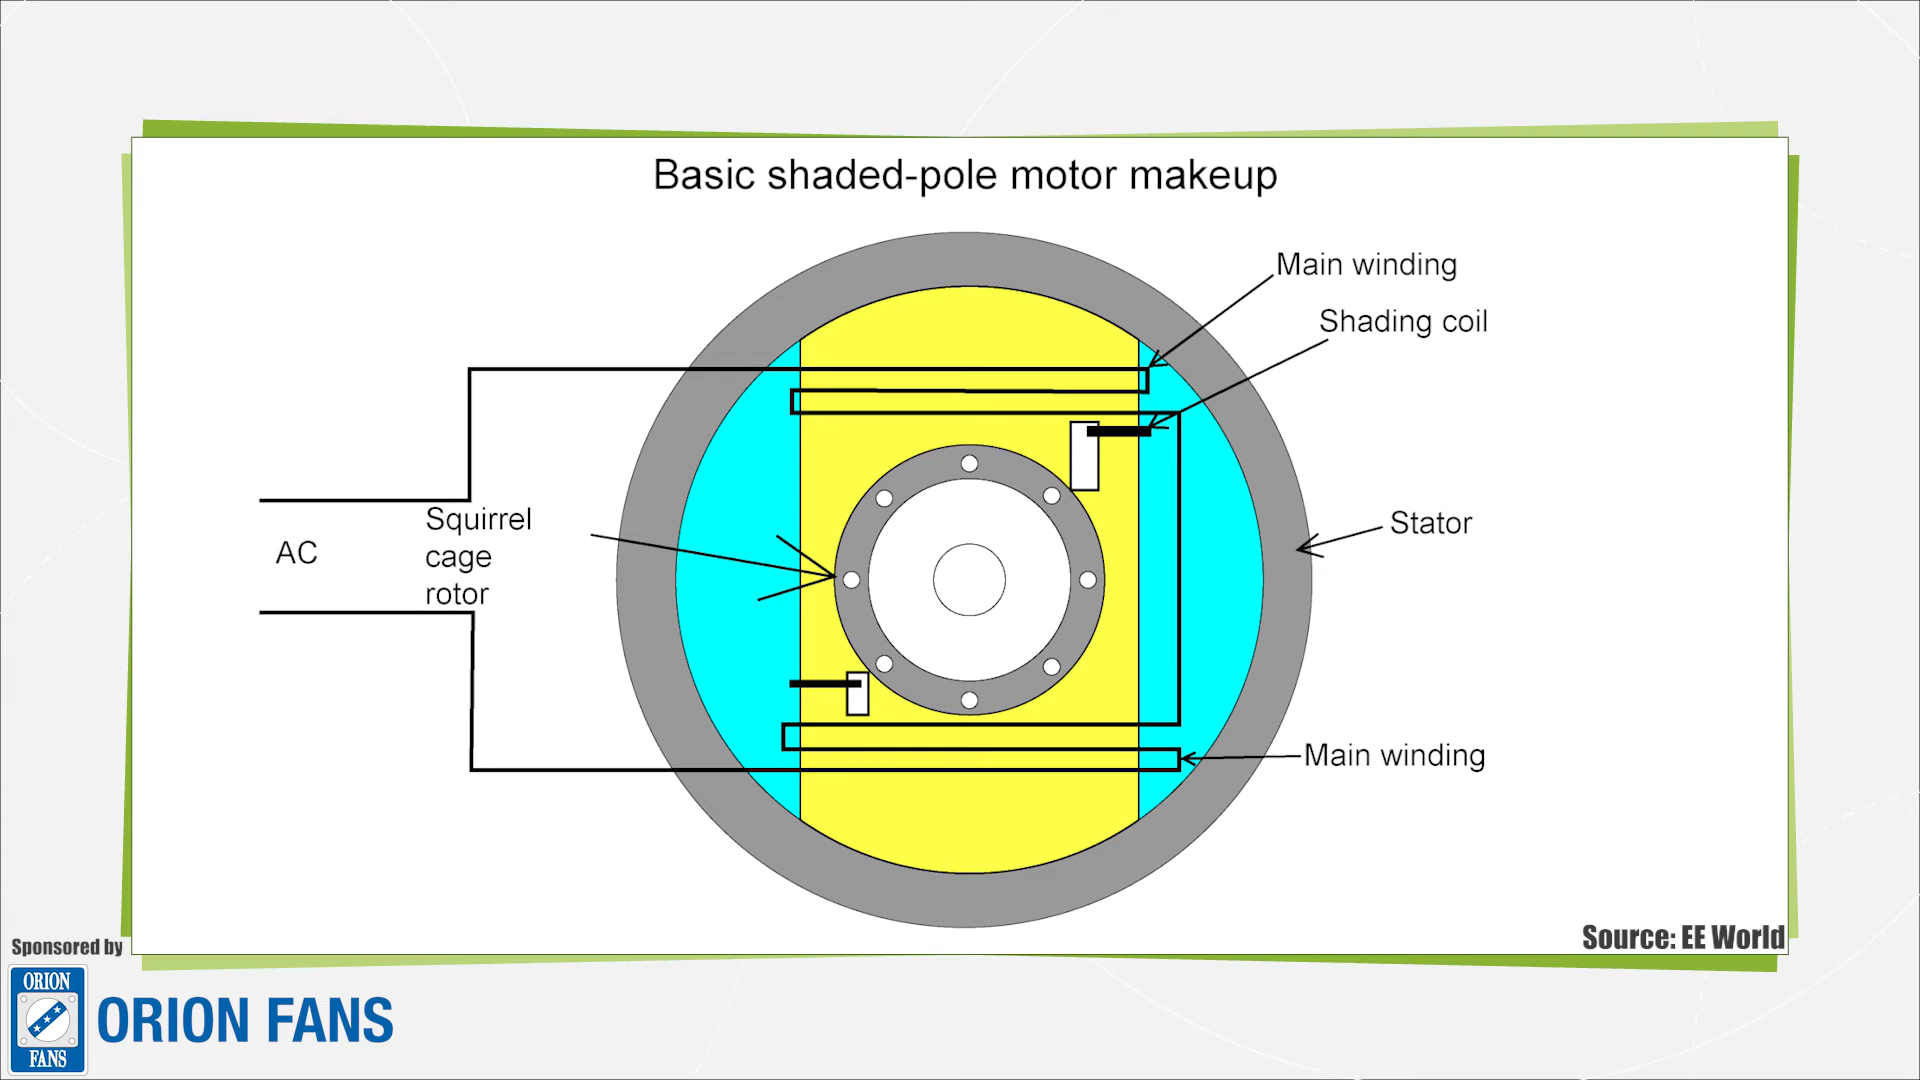 Basic shaded-pole motor makeup
Main winding
Shading coil
Squirrel
cage
rotor
AC
Stator
Main winding
Source: EE World
Sponsored by
ORION
FANS
ORION FANS